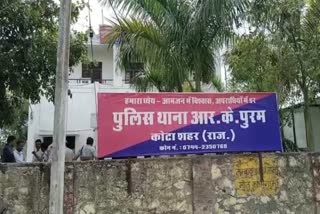 हमारा ध्येय - आमजन में विश्वास, अपराधियों में डर
पुलिस थाना आर.के.पुरम
कोटा शहर (राज.)
फोन नं. : 0744-2350768